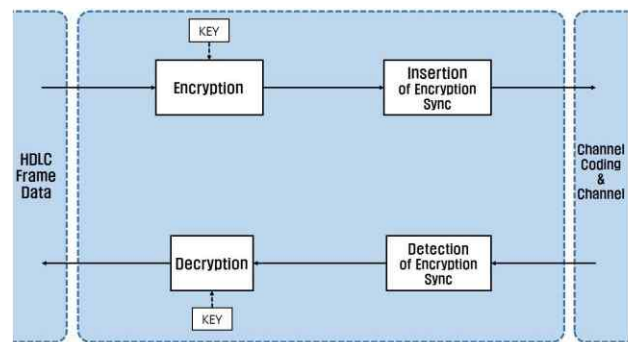 KEY
Encryption
Insertion
of Encryption
Sync
HDLC
Frame
Data
Channel
Coding
&
Channel
Decryption
Detection
of Encryption
Sync
KEY